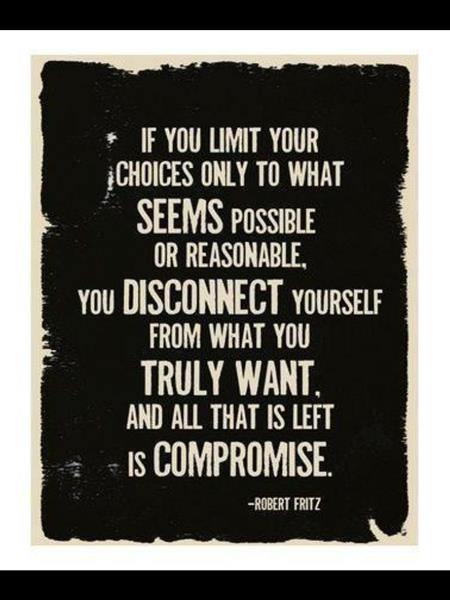 IF YOU LIMIT YOUR
CHOICES ONLY TO WHAT
SEEMS POSSIBLE
OR REASONABLE,
YOU DISCONNECT YOURSELF
FROM WHAT YOU
TRULY WANT,
AND ALL THAT IS LEFT
IS COMPROMISE.
-ROBERT FRITZ